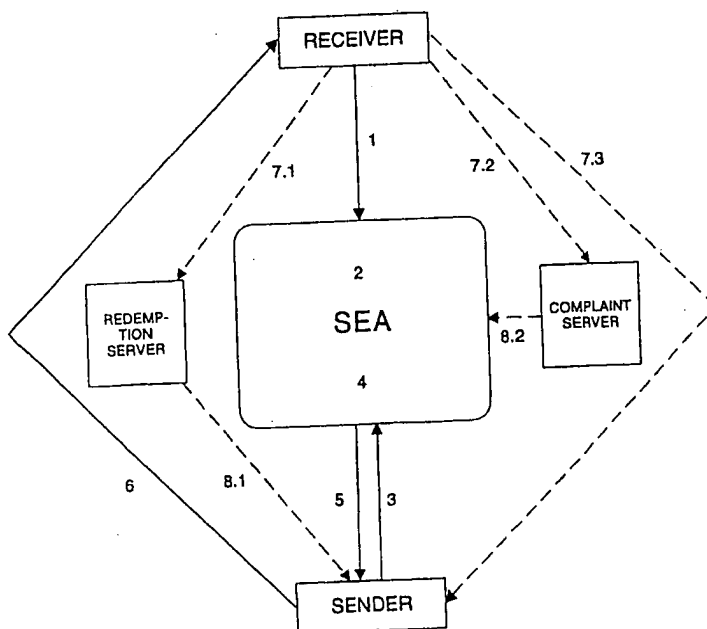 RECEIVER
1
7.1
7.2
7.3
2
REDEMP-
TION
SERVER
SEA
COMPLAINT
SERVER
8.2
4
6
8.1
5
3
SENDER